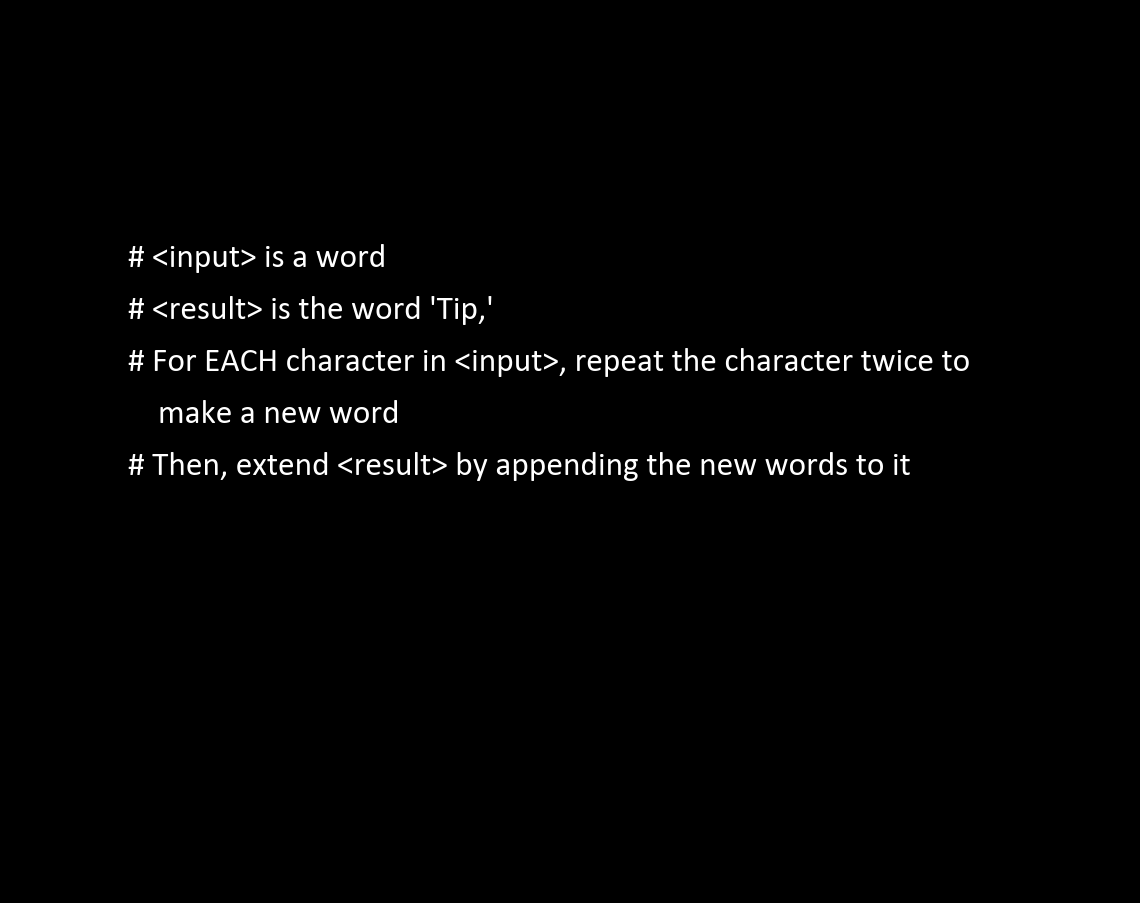 # <input> is a word
# <result> is the word 'Tip,'
# For EACH character in <input>, repeat the character twice to
make a new word
# Then, extend <result> by appending the new words to it